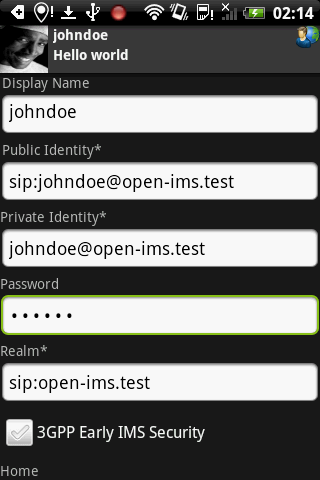 02:14
johndoe
Hello world
Display Name
johndoe
Public Identity*
sip:johndoe@open-ims.test
Private Identity*
johndoe@open-ims.test
Password
••••••
Realm*
sip:open-ims.test
3GPP Early IMS Security
Home